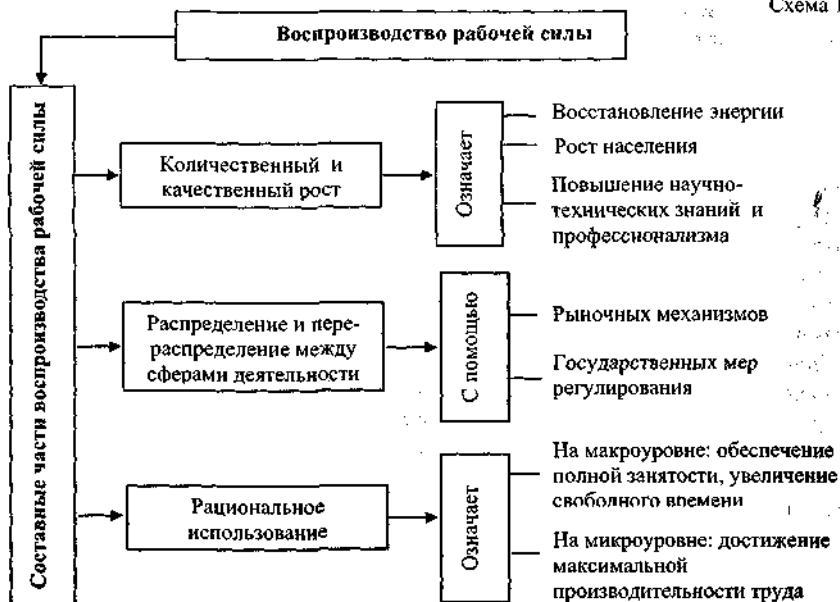 Схема 1
Воспроизводство рабочей силы
Составные части воспроизводства рабочей силы
Количественный и
качественный рост
Означает
Восстановление энергии
Рост населения
Повышение научно-
технических знаний и
профессионализма
Распределение и пере-
распределение между
сферами деятельности
С помощью
Рыночных механизмов
Государственных мер
регулирования
Рациональное
использование
Означает
На макроуровне: обеспечение
полной занятости, увеличение
свободного времени
На микроуровне: достижение
максимальной
производительности труда